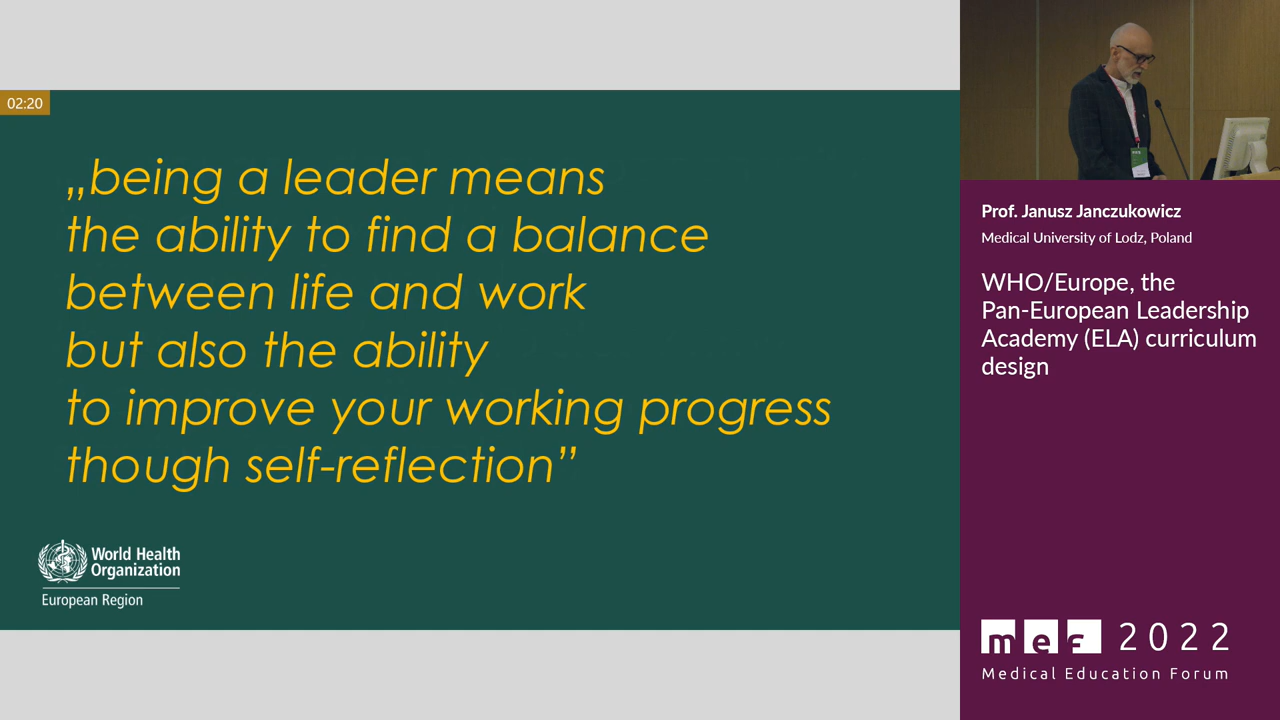 02:20
„being a leader means
the ability to find a balance
between life and work
but also the ability
to improve your working progress
though self-reflection”
World Health
Organization
European Region
Prof. Janusz Janczukowicz
Medical University of Lodz, Poland
WHO/Europe, the
Pan-European Leadership
Academy (ELA) curriculum
design
mef 2022
Medical Education Forum